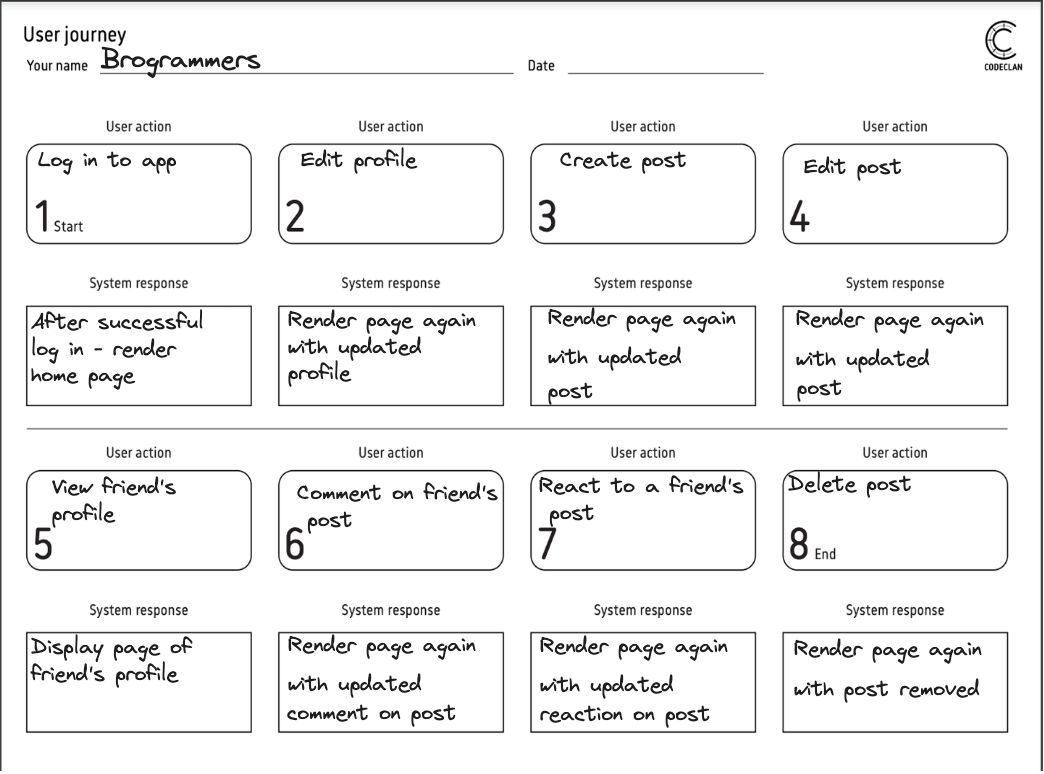 User journey
Your name Brogrammers Date
CODECLAN
User action User action User action User action
Log in to app
1 Start
Edit profile
2
Create post
3
Edit post
4
System response System response System response System response
After successful
log in - render
home page
Render page again
with updated
profile
Render page again
with updated
post
Render page again
with updated
post
User action User action User action User action
View friend's
profile
5
Comment on friend's
post
6
React to a friend's
post
7
Delete post
8 End
System response System response System response System response
Display page of
friend's profile
Render page again
with updated
comment on post
Render page again
with updated
reaction on post
Render page again
with post removed